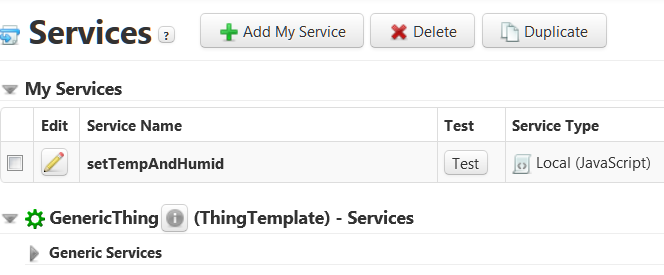 Services ? Add My Service Delete Duplicate
My Services
Edit Service Name Test Service Type
setTempAndHumid Test Local (JavaScript)
GenericThing i (ThingTemplate) - Services
Generic Services